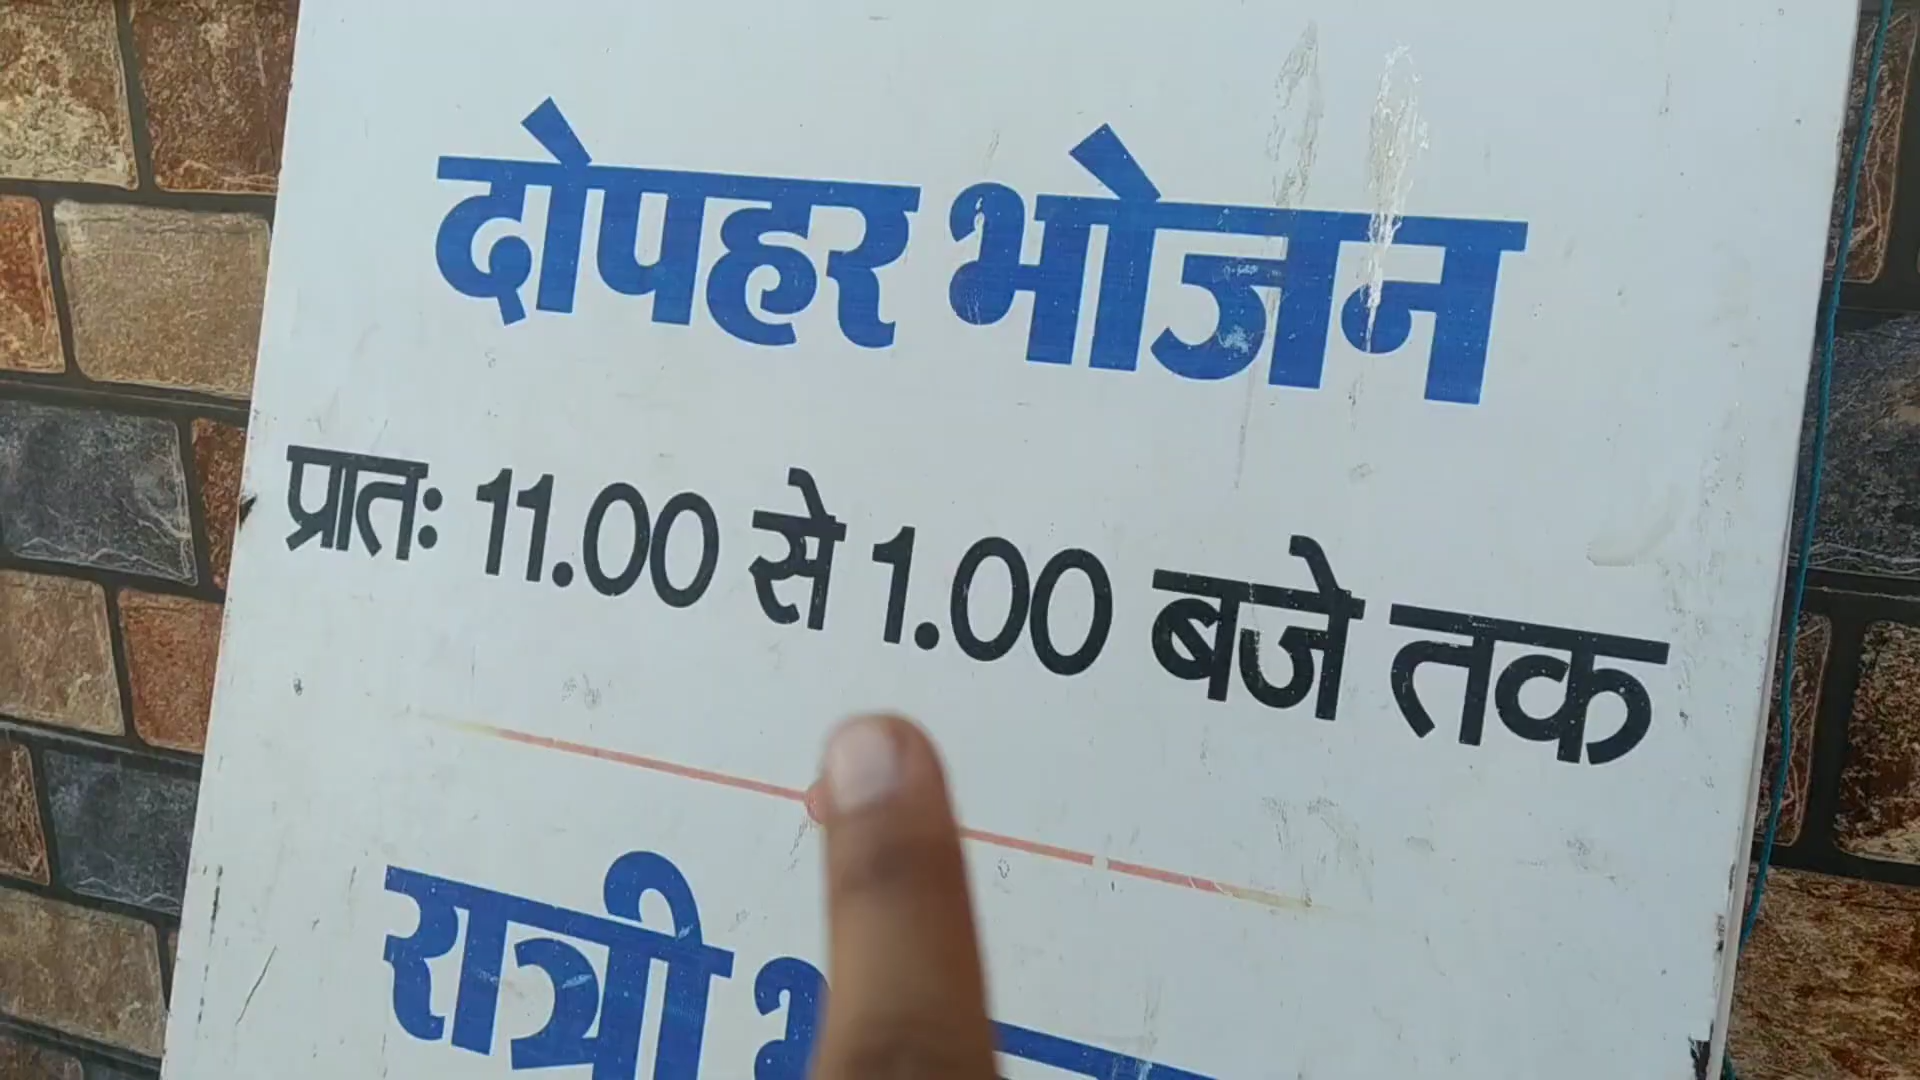 दोपहर भोजन
प्रातः 11.00 से 1.00 बजे तक
रात्री